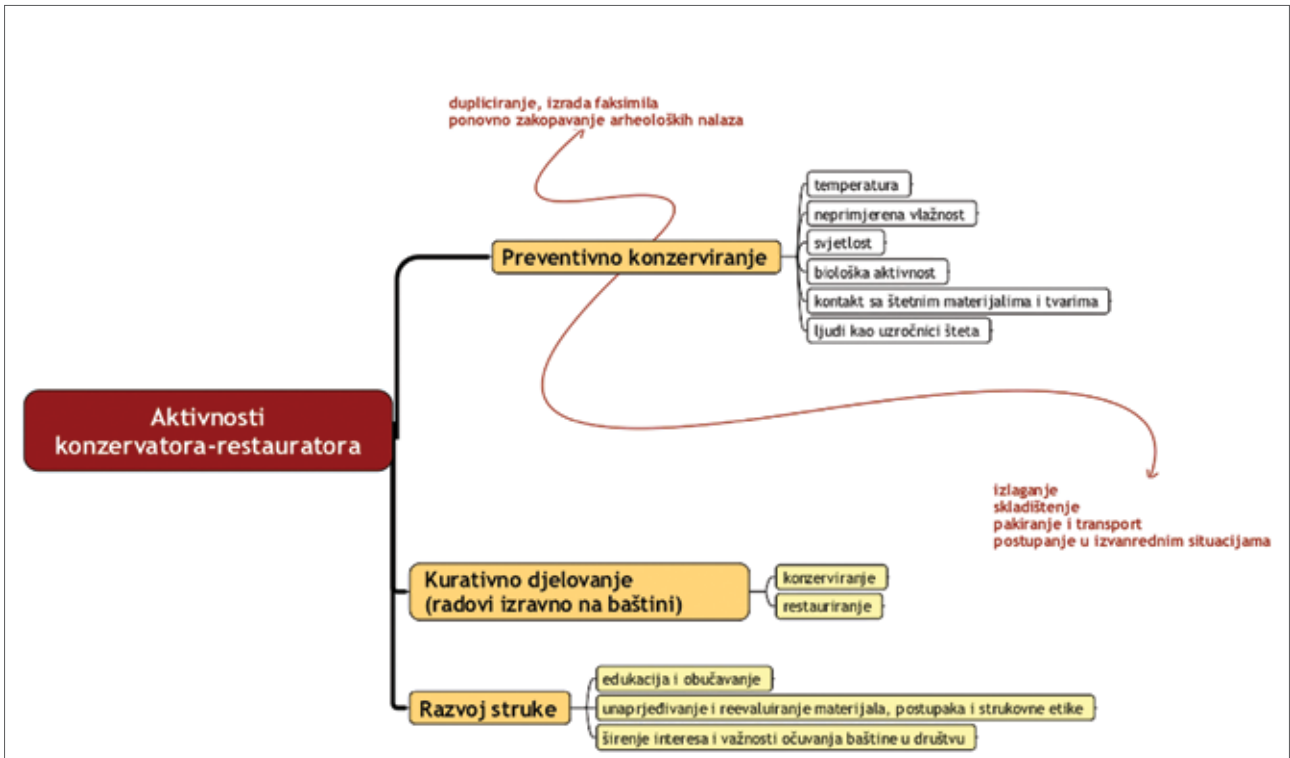 dupliciranje, izrada faksimila
ponovno zakopavanje arheoloških nalaza
temperatura
neprimjerena vlažnost
svjetlost
Preventivno konzerviranje
biološka aktivnost
kontakt sa štetnim materijalima i tvarima
ljudi kao uzročnici šteta
Aktivnosti
konzervatora-restauratora
izlaganje
skladištenje
pakiranje i transport
postupanje u izvanrednim situacijama
Kurativno djelovanje
(radovi izravno na baštini)
konzerviranje
restauriranje
Razvoj struke
edukacija i obučavanje
unaprjeđivanje i reevaluiranje materijala, postupaka i strukovne etike
širenje interesa i važnosti očuvanja baštine u društvu